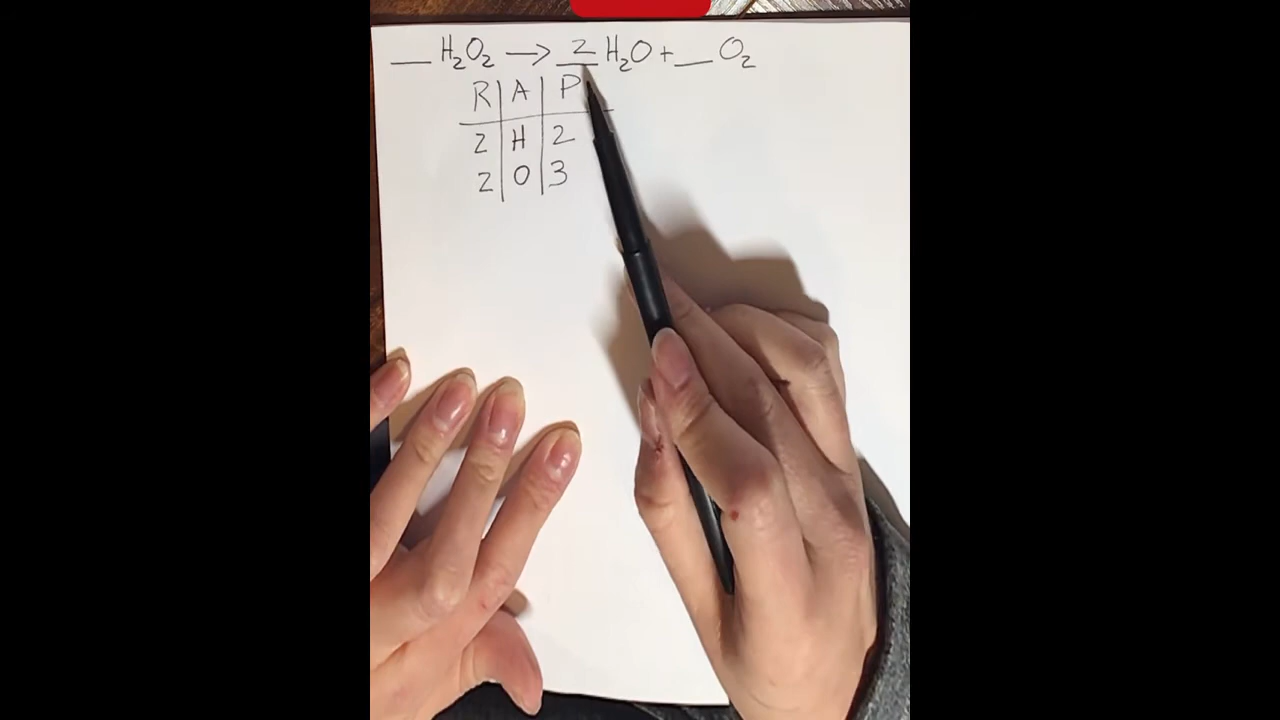 __ H₂O₂ → 2 H₂O + __ O₂
R | A | P
2 | H | 2
2 | O | 3